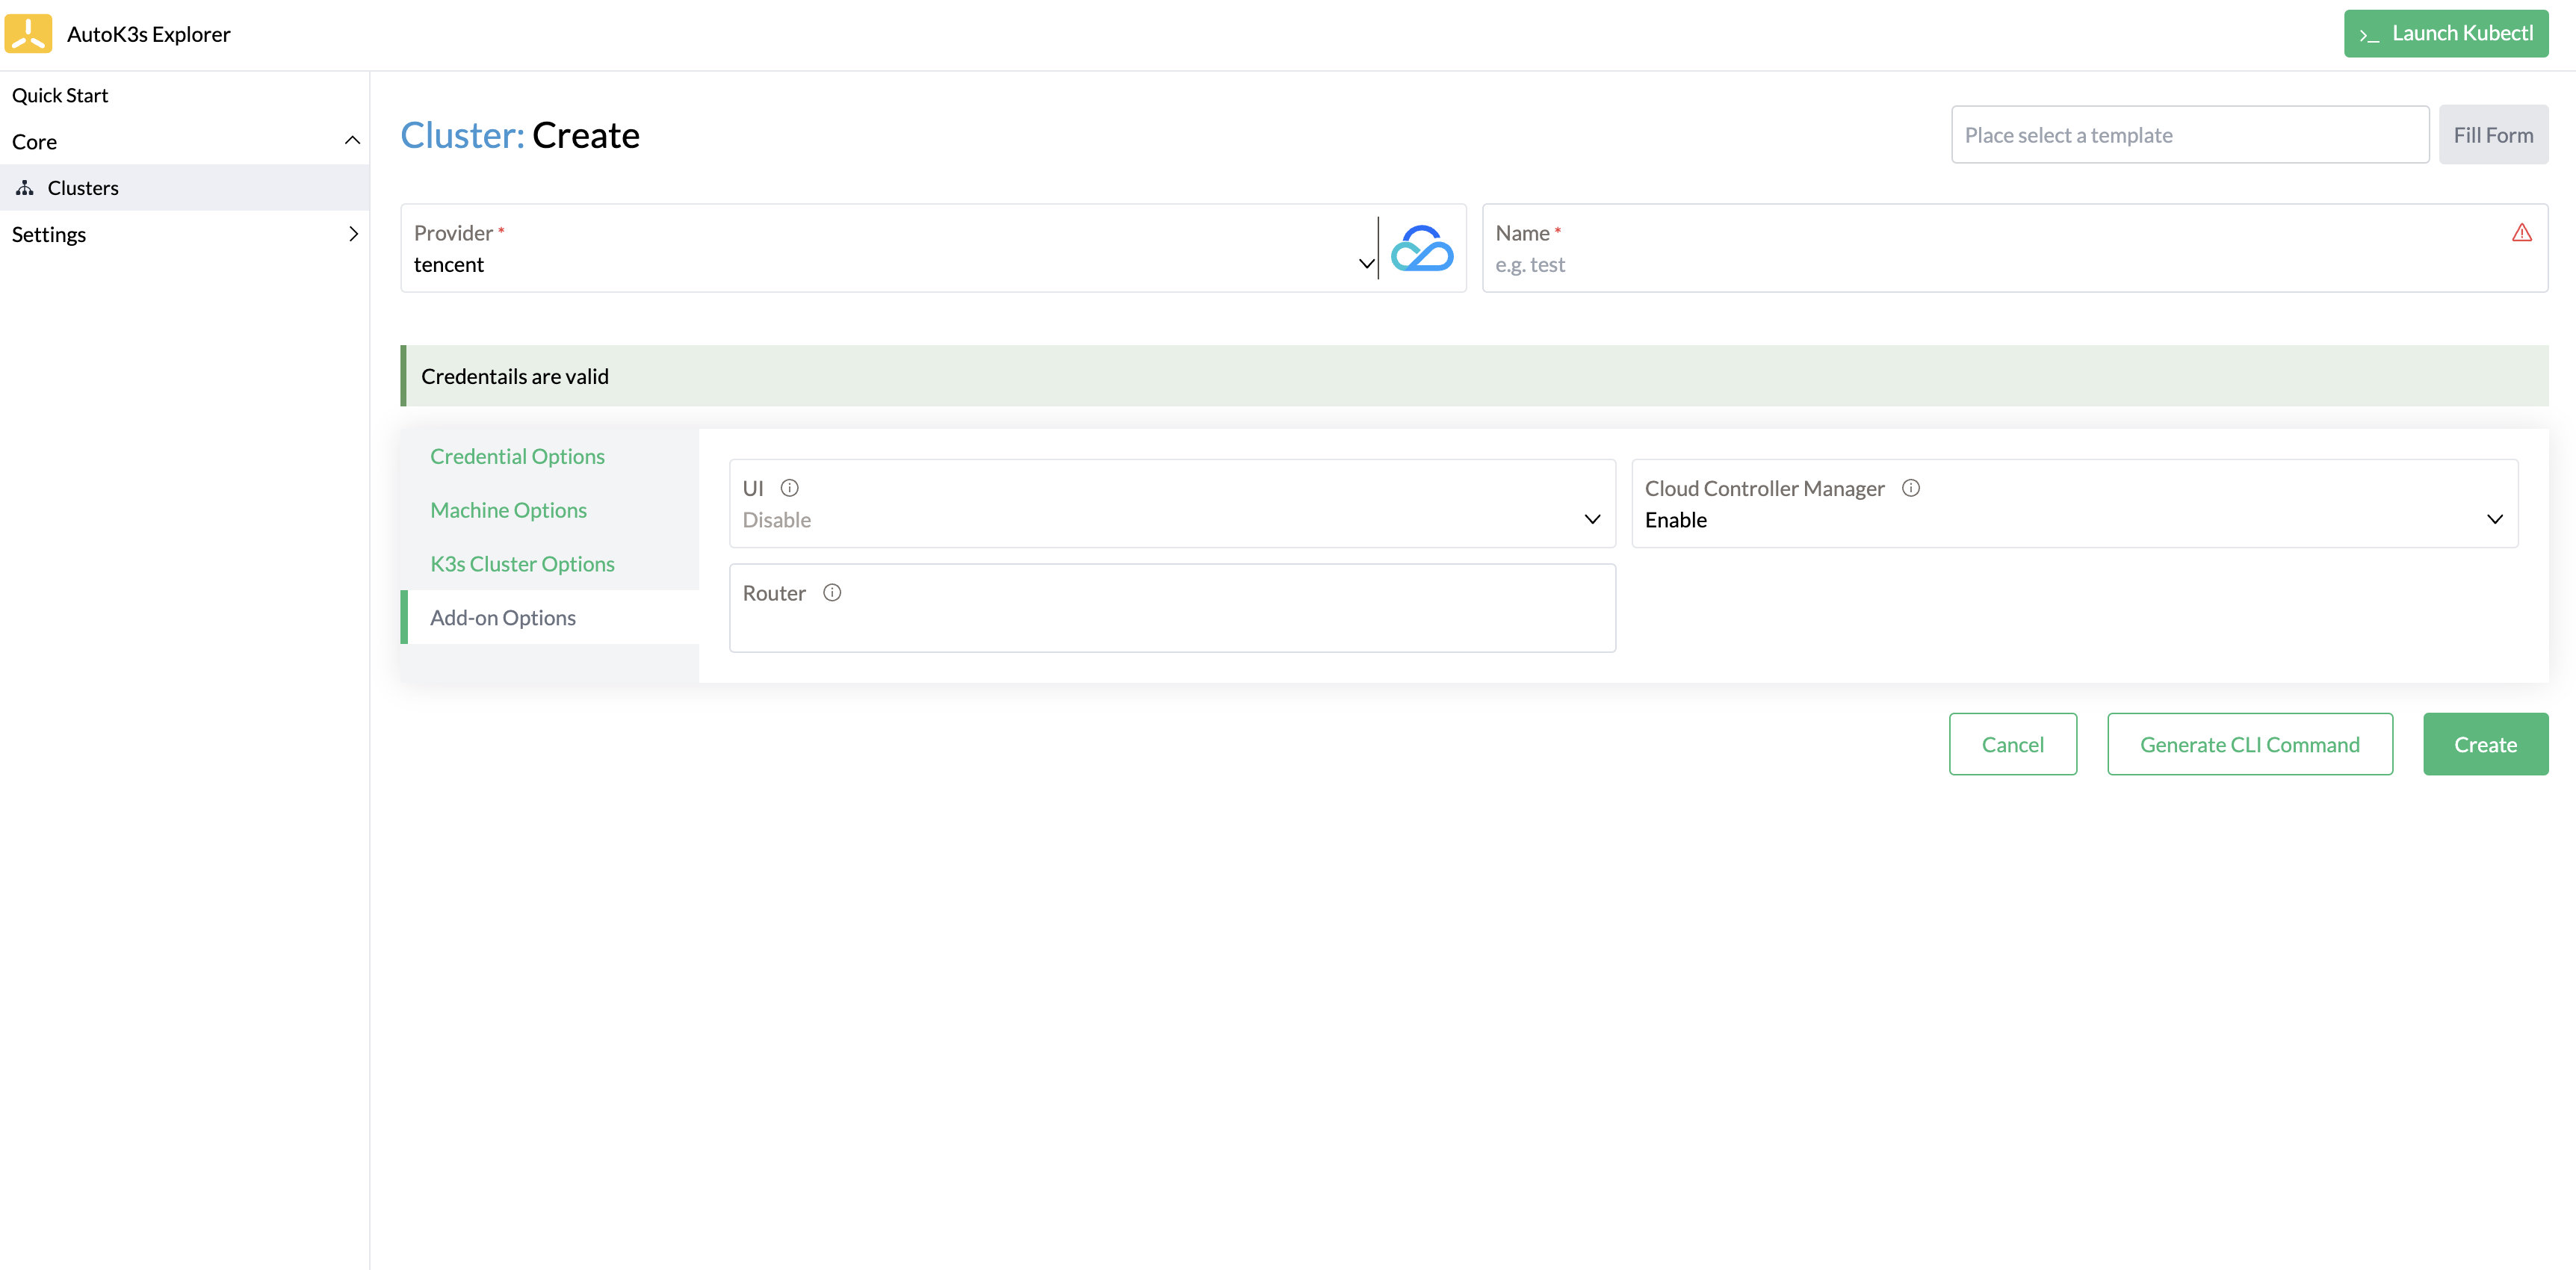 AutoK3s Explorer
>_ Launch Kubectl
Quick Start
Core
Clusters
Settings
Cluster: Create
Place select a template
Fill Form
Provider *
tencent
Name *
e.g. test
Credentails are valid
Credential Options
Machine Options
K3s Cluster Options
Add-on Options
UI
Disable
Cloud Controller Manager
Enable
Router
Cancel
Generate CLI Command
Create